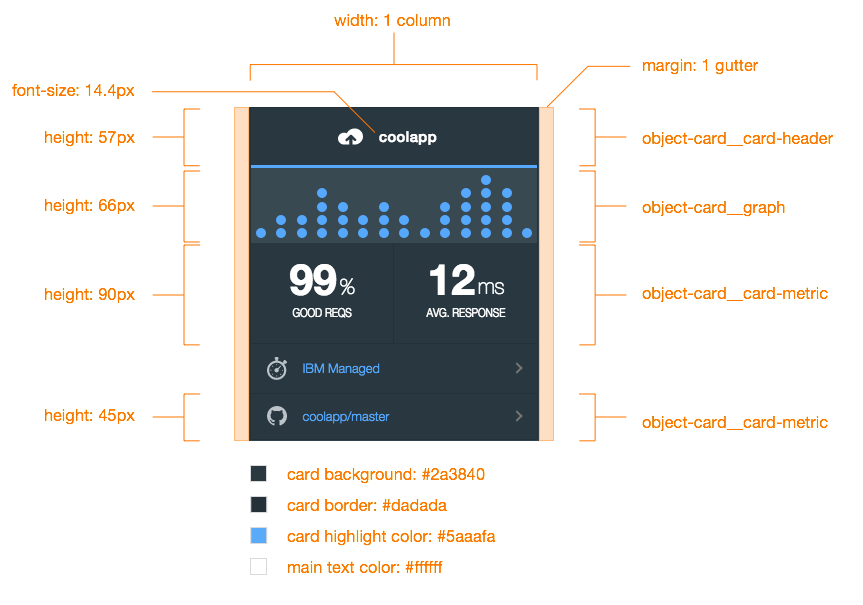 width: 1 column
margin: 1 gutter
font-size: 14.4px
height: 57px
coolapp
object-card__card-header
height: 66px
object-card__graph
height: 90px
99%
12ms
object-card__card-metric
GOOD REQS
AVG. RESPONSE
IBM Managed
height: 45px
coolapp/master
object-card__card-metric
card background: #2a3840
card border: #dadada
card highlight color: #5aaafa
main text color: #ffffff